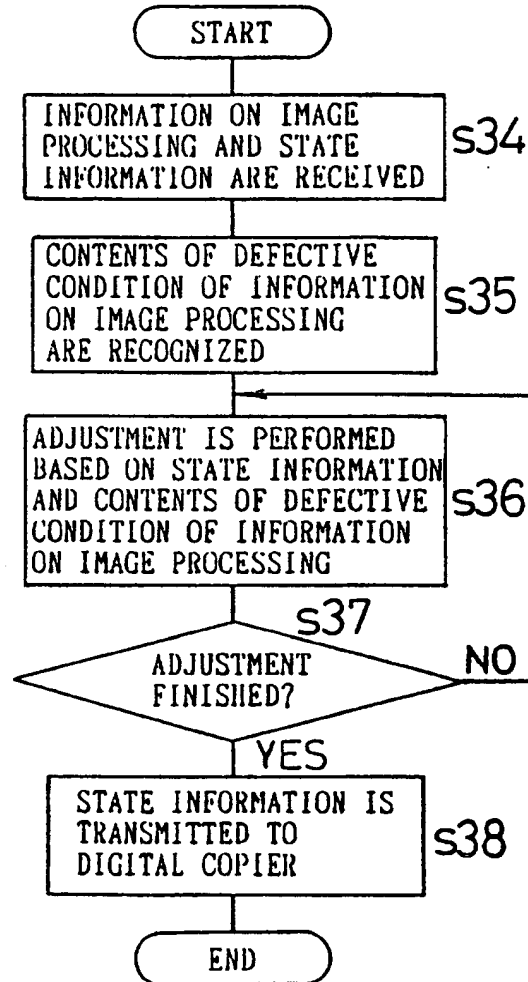 START
INFORMATION ON IMAGE
PROCESSING AND STATE
INFORMATION ARE RECEIVED
s34
CONTENTS OF DEFECTIVE
CONDITION OF INFORMATION
ON IMAGE PROCESSING
ARE RECOGNIZED
s35
ADJUSTMENT IS PERFORMED
BASED ON STATE INFORMATION
AND CONTENTS OF DEFECTIVE
CONDITION OF INFORMATION
ON IMAGE PROCESSING
s36
s37
ADJUSTMENT
FINISHED?
NO
YES
STATE INFORMATION IS
TRANSMITTED TO
DIGITAL COPIER
s38
END